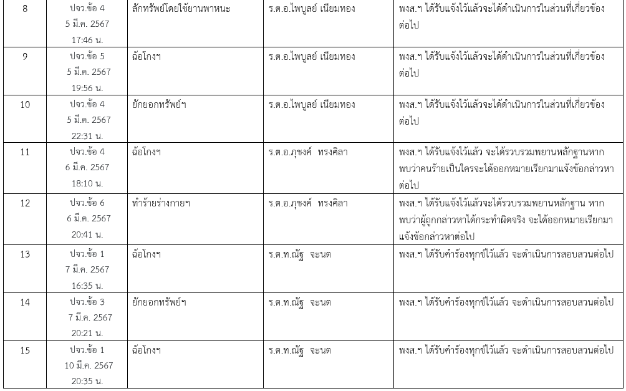 8 ปจว.ข้อ 4 ลักทรัพย์โดยใช้ยานพาหนะ ร.ต.อ.ไพบูลย์ เนียมทอง พงส.ฯ ได้รับแจ้งไว้แล้วจะได้ดำเนินการในส่วนที่เกี่ยวข้อง
5 มี.ค. 2567 ต่อไป
17:46 น.
9 ปจว.ข้อ 5 ฉ้อโกงฯ ร.ต.อ.ไพบูลย์ เนียมทอง พงส.ฯ ได้รับแจ้งไว้แล้วจะได้ดำเนินการในส่วนที่เกี่ยวข้อง
5 มี.ค. 2567 ต่อไป
19:56 น.
10 ปจว.ข้อ 4 ยักยอกทรัพย์ฯ ร.ต.อ.ไพบูลย์ เนียมทอง พงส.ฯ ได้รับแจ้งไว้แล้วจะได้ดำเนินการในส่วนที่เกี่ยวข้อง
5 มี.ค. 2567 ต่อไป
22:31 น.
11 ปจว.ข้อ 4 ฉ้อโกงฯ ร.ต.อ.ภุชงค์ ทรงศิลา พงส.ฯ ได้รับแจ้งไว้แล้ว จะได้รวบรวมพยานหลักฐานหาก
6 มี.ค. 2567 พบว่าคนร้ายเป็นใครจะได้ออกหมายเรียกมาแจ้งข้อกล่าวหา
18:10 น. ต่อไป
12 ปจว.ข้อ 6 ทำร้ายร่างกายฯ ร.ต.อ.ภุชงค์ ทรงศิลา พงส.ฯ ได้รับแจ้งไว้แล้วจะได้รวบรวมพยานหลักฐาน หาก
6 มี.ค. 2567 พบว่าผู้ถูกกล่าวหาได้กระทำผิดจริง จะได้ออกหมายเรียกมา
20:41 น. แจ้งข้อกล่าวหาต่อไป
13 ปจว.ข้อ 1 ฉ้อโกงฯ ร.ต.ท.ณัฐ จะนต พงส.ฯ ได้รับคำร้องทุกข์ไว้แล้ว จะดำเนินการสอบสวนต่อไป
7 มี.ค. 2567
16:35 น.
14 ปจว.ข้อ 3 ยักยอกทรัพย์ฯ ร.ต.ท.ณัฐ จะนต พงส.ฯ ได้รับคำร้องทุกข์ไว้แล้ว จะดำเนินการสอบสวนต่อไป
7 มี.ค. 2567
20:21 น.
15 ปจว.ข้อ 1 ฉ้อโกงฯ ร.ต.ท.ณัฐ จะนต พงส.ฯ ได้รับคำร้องทุกข์ไว้แล้ว จะดำเนินการสอบสวนต่อไป
10 มี.ค. 2567
20:35 น.